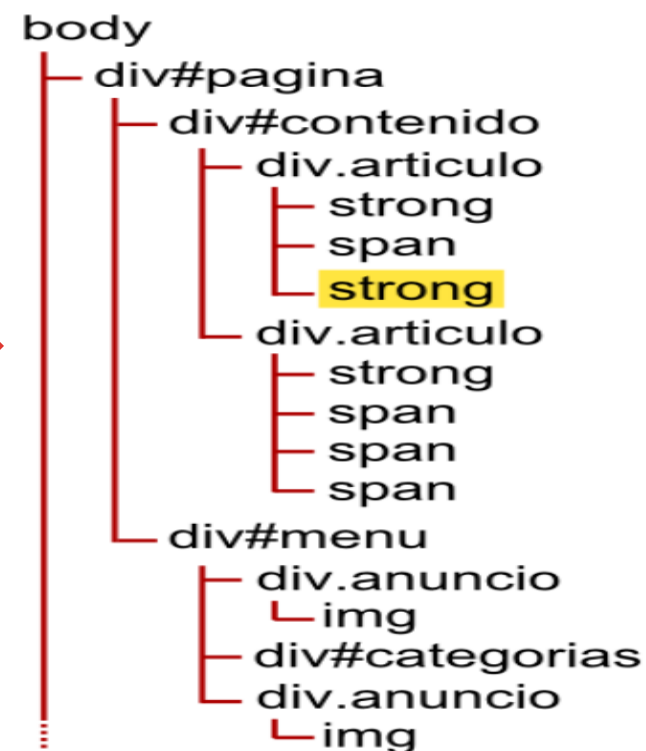 body
div#pagina
div#contenido
div.articulo
strong
span
strong
div.articulo
strong
span
span
span
div#menu
div.anuncio
img
div#categorias
div.anuncio
img